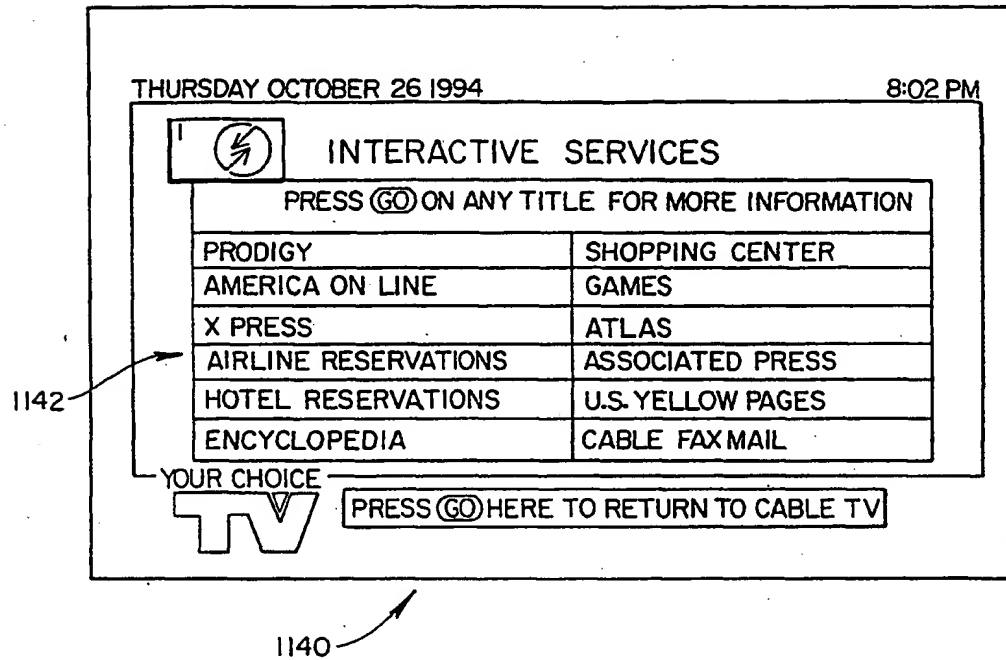 THURSDAY OCTOBER 26 1994 8:02 PM
1 INTERACTIVE SERVICES
PRESS GO ON ANY TITLE FOR MORE INFORMATION
PRODIGY SHOPPING CENTER
AMERICA ON LINE GAMES
X PRESS ATLAS
AIRLINE RESERVATIONS ASSOCIATED PRESS
HOTEL RESERVATIONS U.S. YELLOW PAGES
ENCYCLOPEDIA CABLE FAXMAIL
YOUR CHOICE
TV
PRESS GO HERE TO RETURN TO CABLE TV
1142
1140